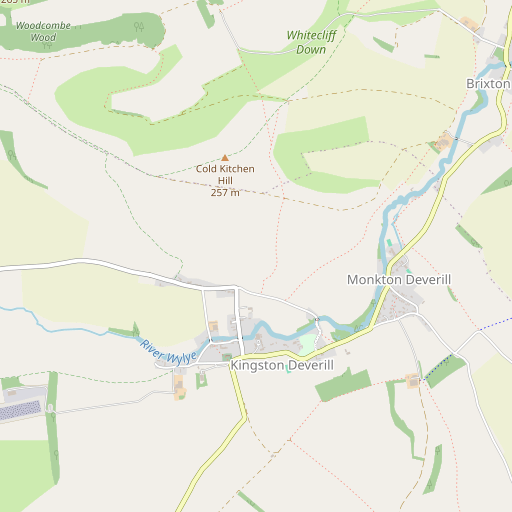 Woodcombe
Wood
Whitecliff
Down
Brixton
Cold Kitchen
Hill
257 m
Monkton Deverill
River Wylye
Kingston Deverill